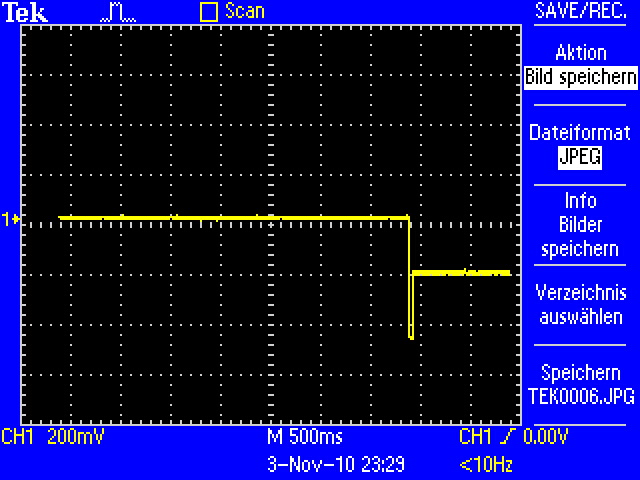 Tek
Scan
SAVE/REC.
Aktion
Bild speichern
Dateiformat
JPEG
Info
Bilder
speichern
Verzeichnis
auswählen
Speichern
TEK0006.JPG
1
CH1 200mV
M 500ms
CH1 0.00V
3-Nov-10 23:29
<10Hz